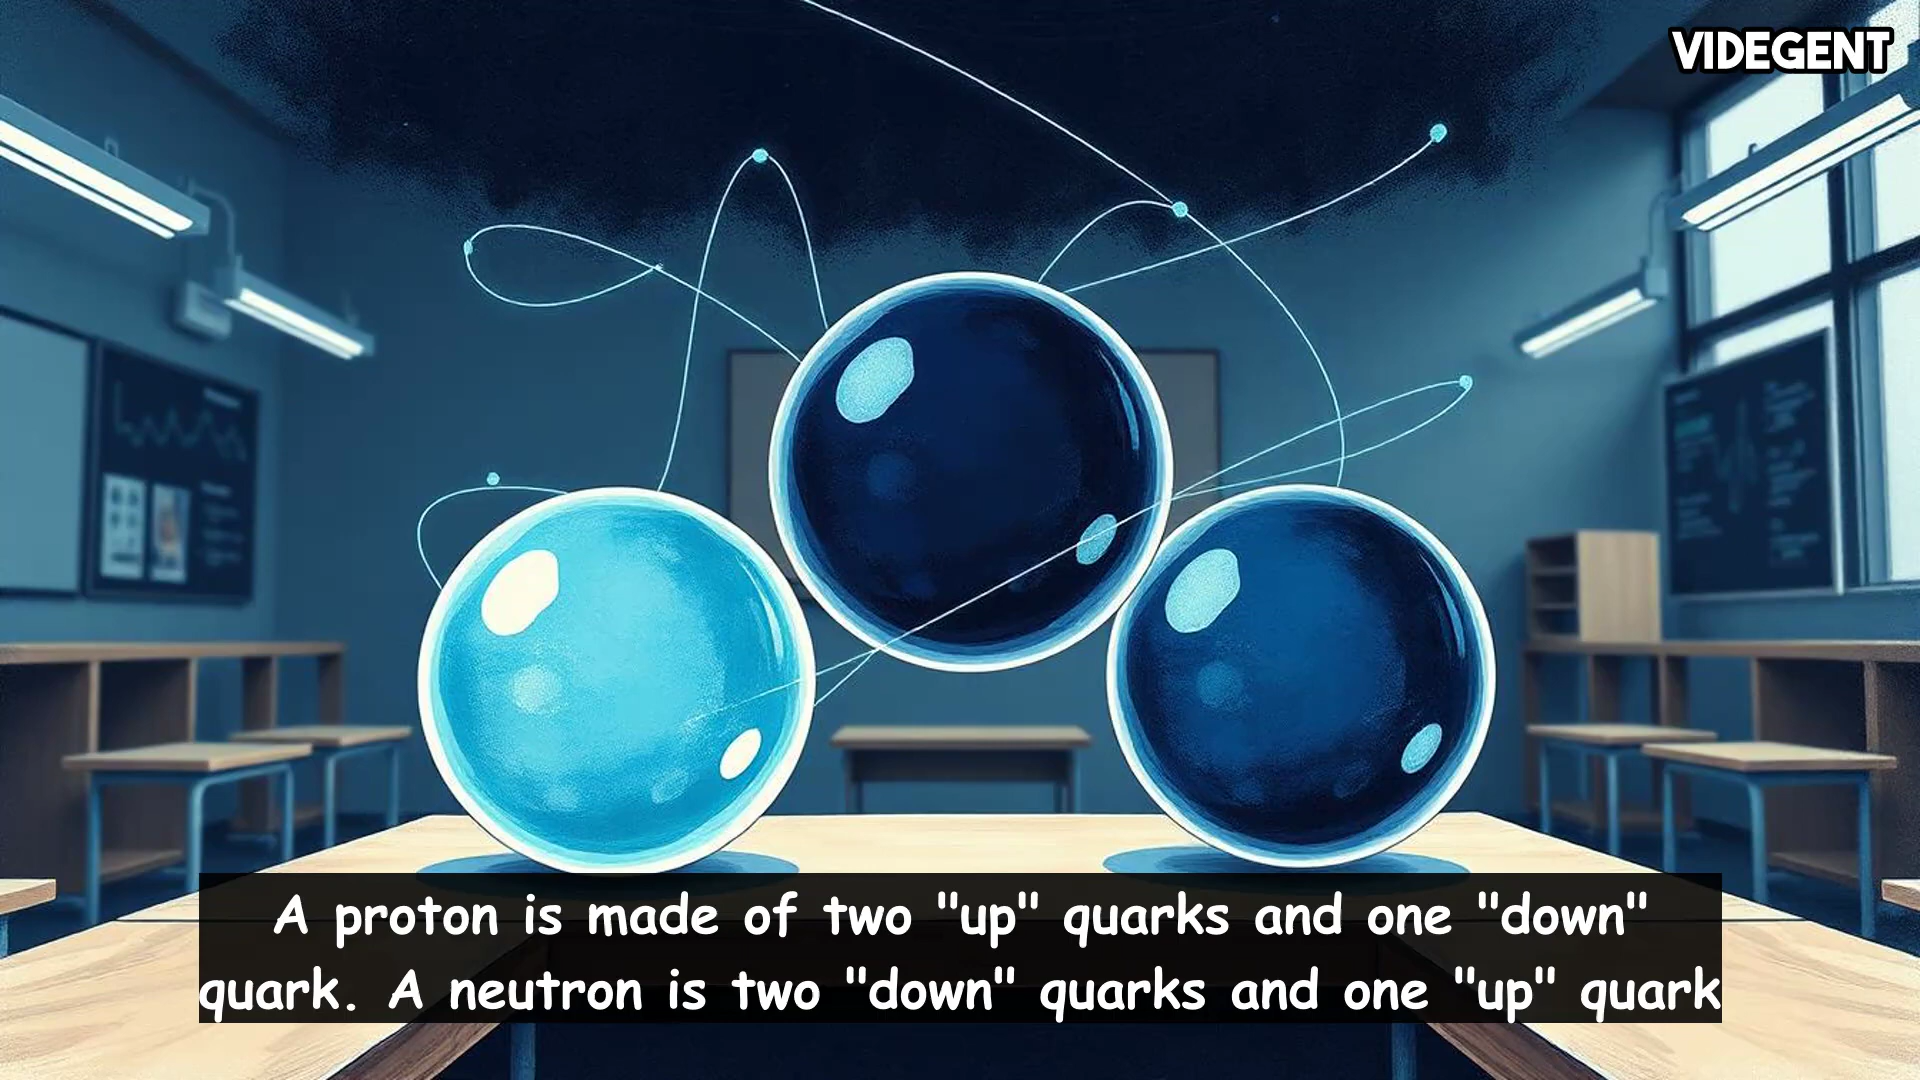 VIDEGENT
A proton is made of two "up" quarks and one "down"
quark. A neutron is two "down" quarks and one "up" quark